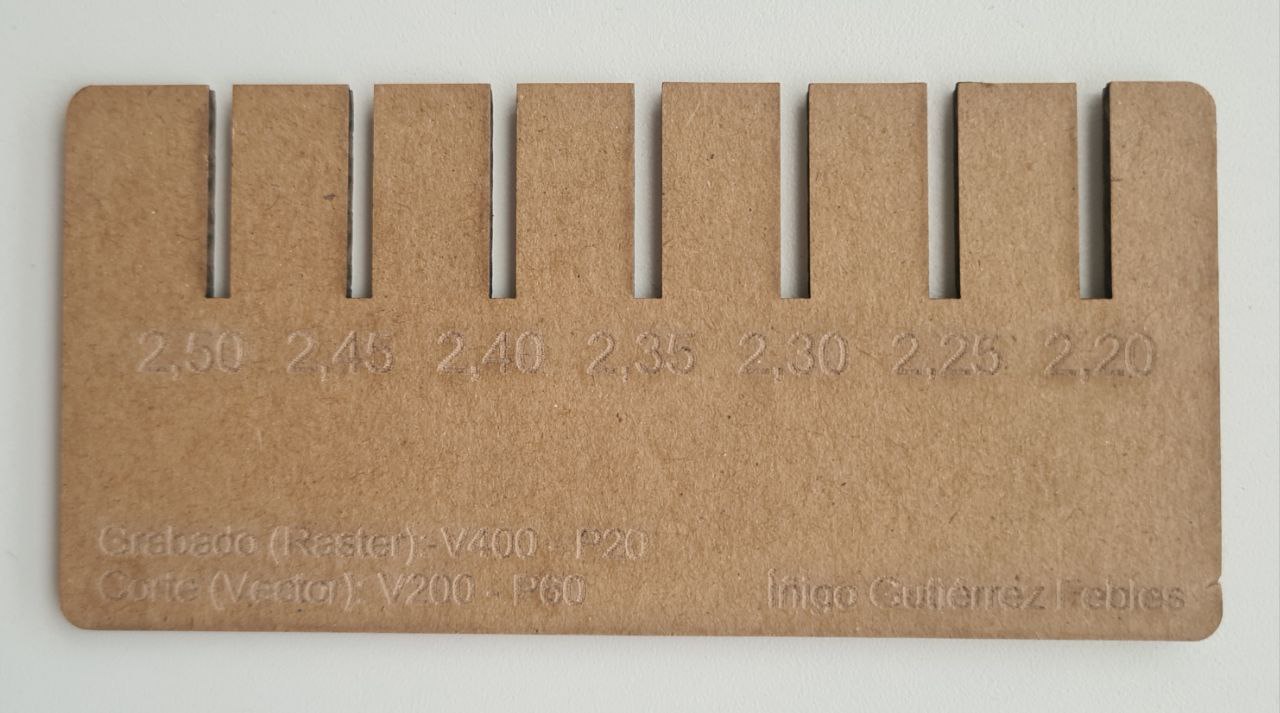 2,50 2,45 2,40 2,35 2,30 2,25 2,20
Grabado (Raster): V400 - P20
Corte (Vector): V200 - P60
Íñigo Gutiérrez Febles